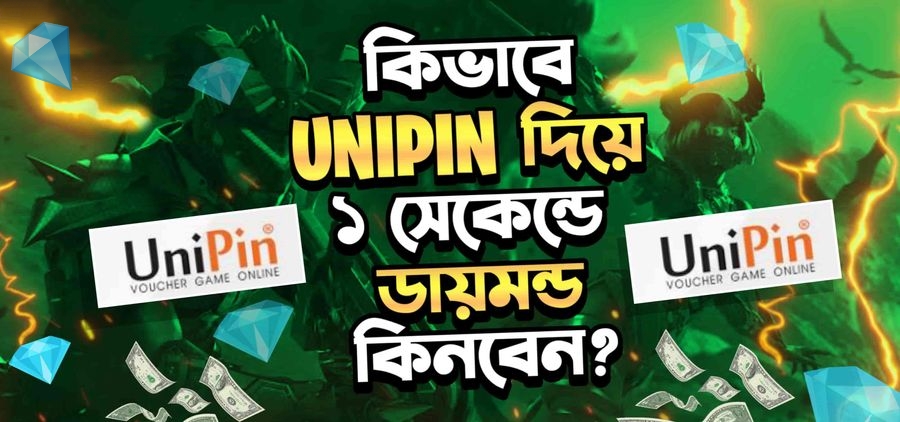 কিভাবে
UNIPIN দিয়ে
১ সেকেন্ডে
ডায়মন্ড
কিনবেন?
UniPin®
VOUCHER GAME ONLINE
UniPin®
VOUCHER GAME ONLINE